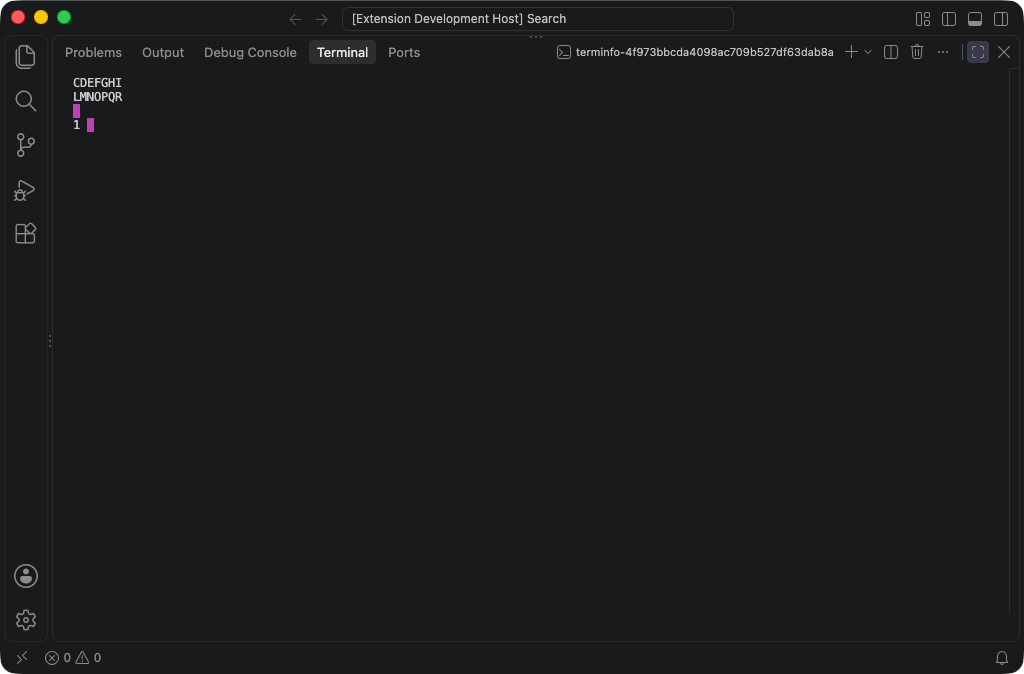 [Extension Development Host] Search
Problems Output Debug Console Terminal Ports terminfo-4f973bbcda4098ac709b527df63dab8a
CDEFGHI
LMNOPQR
1
0 0